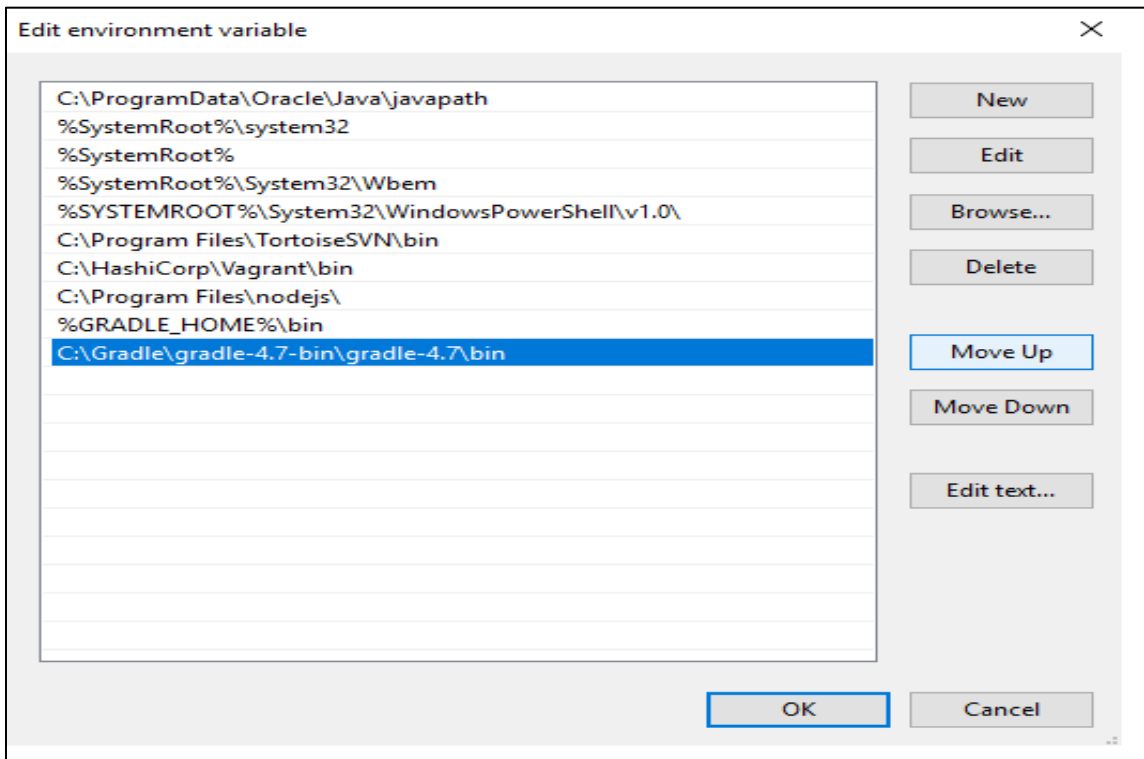 Edit environment variable
C:\ProgramData\Oracle\Java\javapath
%SystemRoot%\system32
%SystemRoot%
%SystemRoot%\System32\Wbem
%SYSTEMROOT%\System32\WindowsPowerShell\v1.0\
C:\Program Files\TortoiseSVN\bin
C:\HashiCorp\Vagrant\bin
C:\Program Files\nodejs\
%GRADLE_HOME%\bin
C:\Gradle\gradle-4.7-bin\gradle-4.7\bin
New
Edit
Browse...
Delete
Move Up
Move Down
Edit text...
OK
Cancel